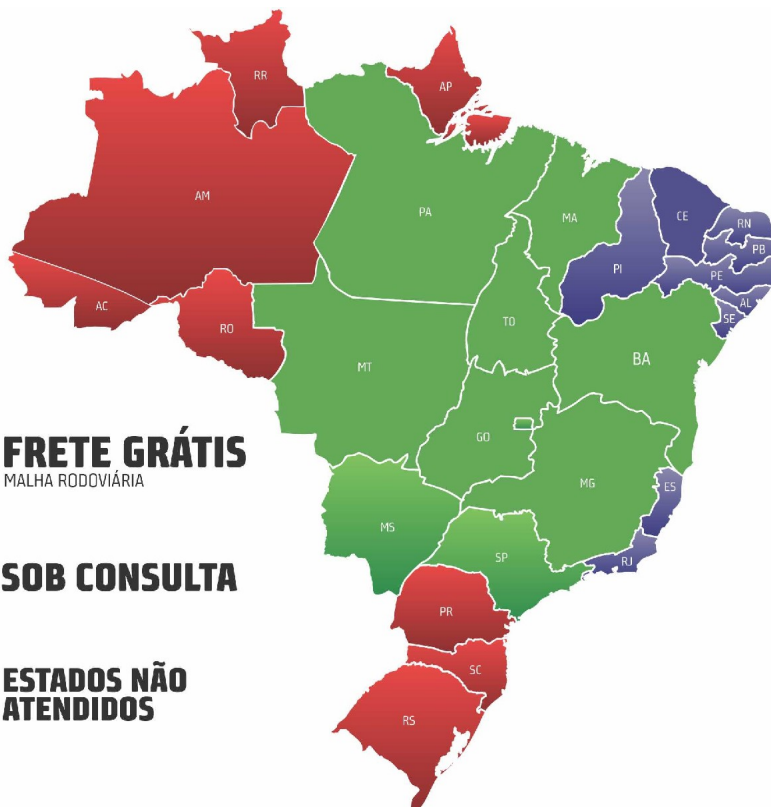 RR
AP
AM
PA
MA
CE
RN
PB
PI
PE
AL
SE
AC
RO
TO
BA
MT
GO
MG
ES
MS
SP
RJ
PR
SC
RS
FRETE GRÁTIS
MALHA RODOVIÁRIA
SOB CONSULTA
ESTADOS NÃO
ATENDIDOS